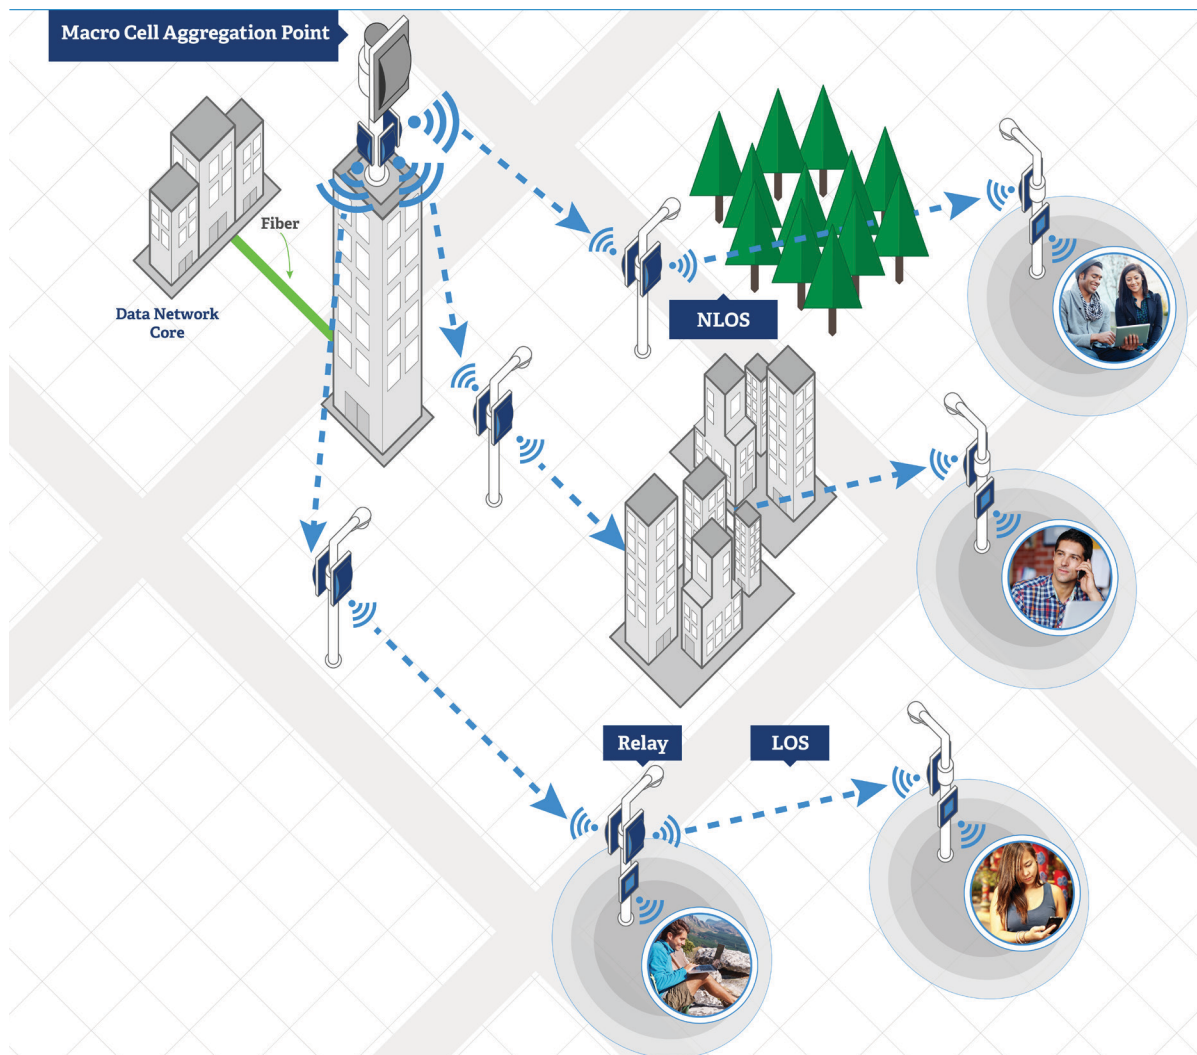 Macro Cell Aggregation Point
Fiber
Data Network
Core
NLOS
Relay
LOS